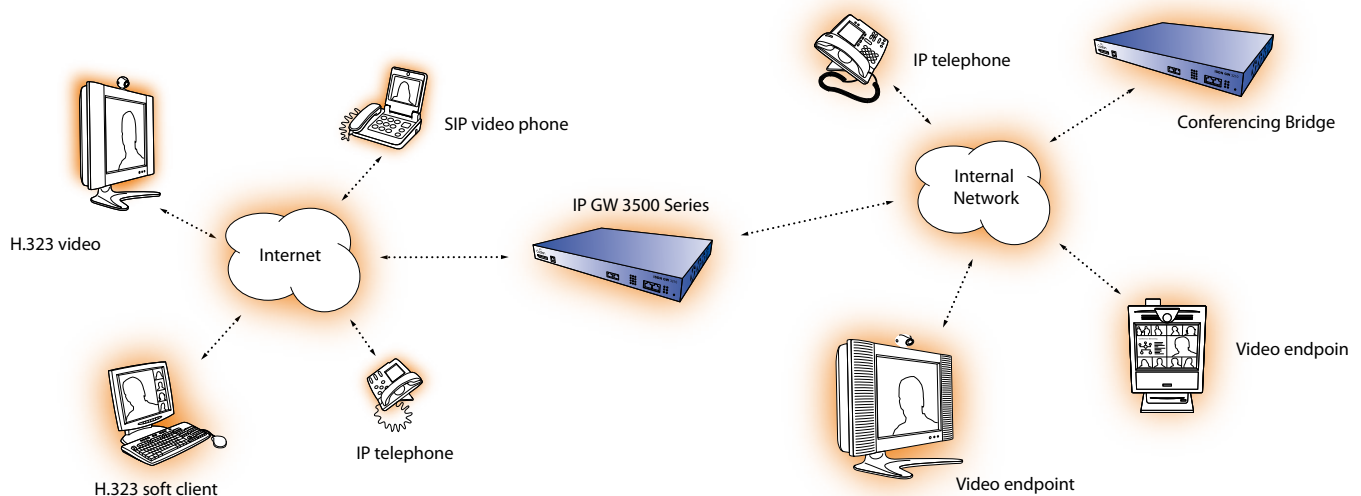 IP telephone
Conferencing Bridge
SIP video phone
Internal
Network
IP GW 3500 Series
H.323 video
Internet
Video endpoin
IP telephone
H.323 soft client
Video endpoint